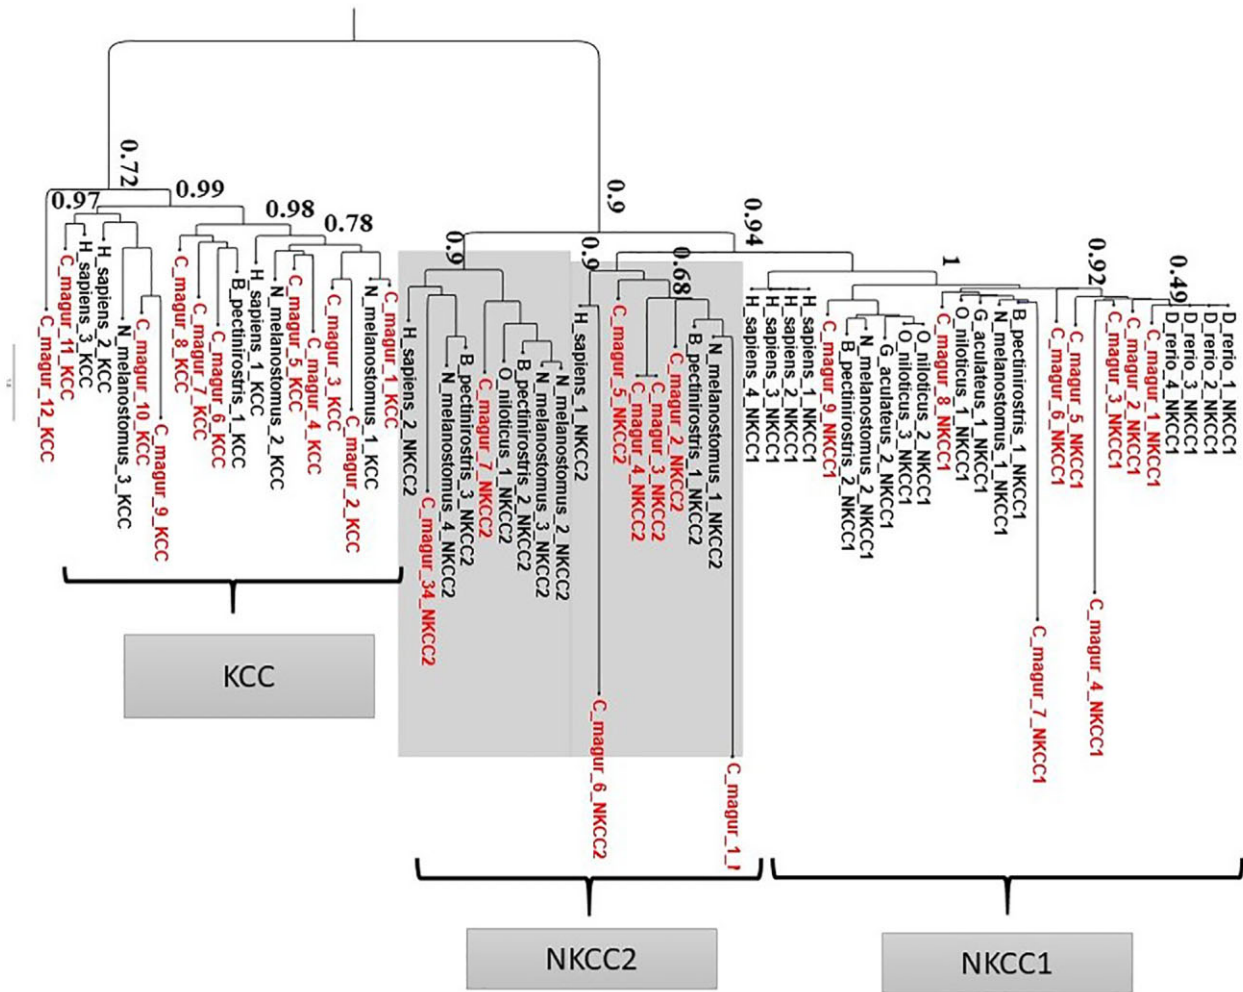 0.72
0.97
0.99
0.98
0.78
0.9
0.9
0.9
0.68
0.94
1
0.92
0.49
C_magur_12_KCC
C_magur_11_KCC
H_sapiens_3_KCC
H_sapiens_2_KCC
N_melanostomus_3_KCC
C_magur_10_KCC
C_magur_9_KCC
C_magur_8_KCC
C_magur_7_KCC
C_magur_6_KCC
B_pectinirostris_1_KCC
H_sapiens_1_KCC
N_melanostomus_2_KCC
C_magur_5_KCC
C_magur_4_KCC
C_magur_3_KCC
C_magur_2_KCC
N_melanostomus_1_KCC
C_magur_1_KCC
H_sapiens_2_NKCC2
C_magur_34_NKCC2
N_melanostomus_4_NKCC2
B_pectinirostris_3_NKCC2
C_magur_7_NKCC2
O_niloticus_1_NKCC2
B_pectinirostris_2_NKCC2
N_melanostomus_3_NKCC2
N_melanostomus_2_NKCC2
H_sapiens_1_NKCC2
C_magur_6_NKCC2
C_magur_5_NKCC2
C_magur_4_NKCC2
C_magur_3_NKCC2
C_magur_2_NKCC2
B_pectinirostris_1_NKCC2
N_melanostomus_1_NKCC2
C_magur_1_
H_sapiens_4_NKCC1
H_sapiens_3_NKCC1
H_sapiens_2_NKCC1
H_sapiens_1_NKCC1
C_magur_9_NKCC1
B_pectinirostris_2_NKCC1
N_melanostomus_2_NKCC1
G_aculateus_2_NKCC1
O_niloticus_3_NKCC1
O_niloticus_2_NKCC1
C_magur_8_NKCC1
O_niloticus_1_NKCC1
G_aculateus_1_NKCC1
N_melanostomus_1_NKCC1
B_pectinirostris_1_NKCC1
C_magur_7_NKCC1
C_magur_6_NKCC1
C_magur_5_NKCC1
C_magur_4_NKCC1
C_magur_3_NKCC1
C_magur_2_NKCC1
C_magur_1_NKCC1
D_rerio_4_NKCC1
D_rerio_3_NKCC1
D_rerio_2_NKCC1
D_rerio_1_NKCC1
KCC
NKCC2
NKCC1